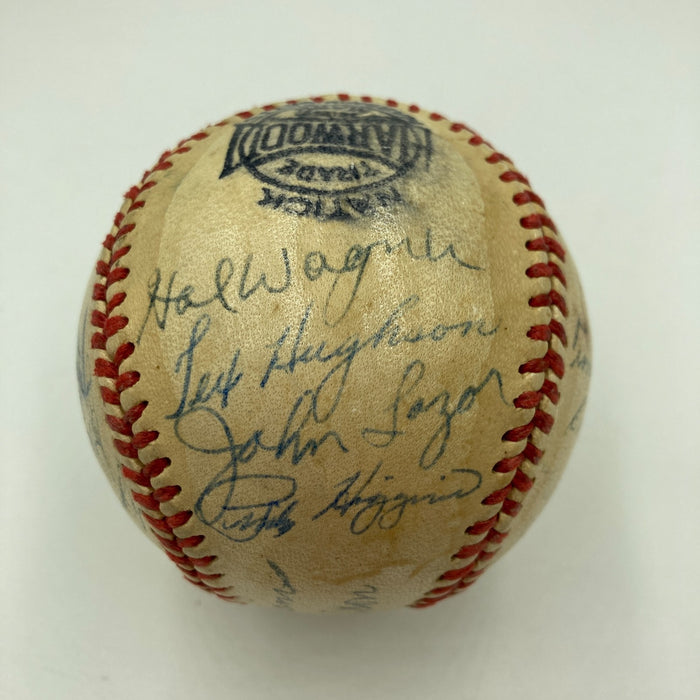 HARWOOD
TRADE
NATICK
Hal Wagner
Tex Hughson
John Lazor
Pinky Higgins